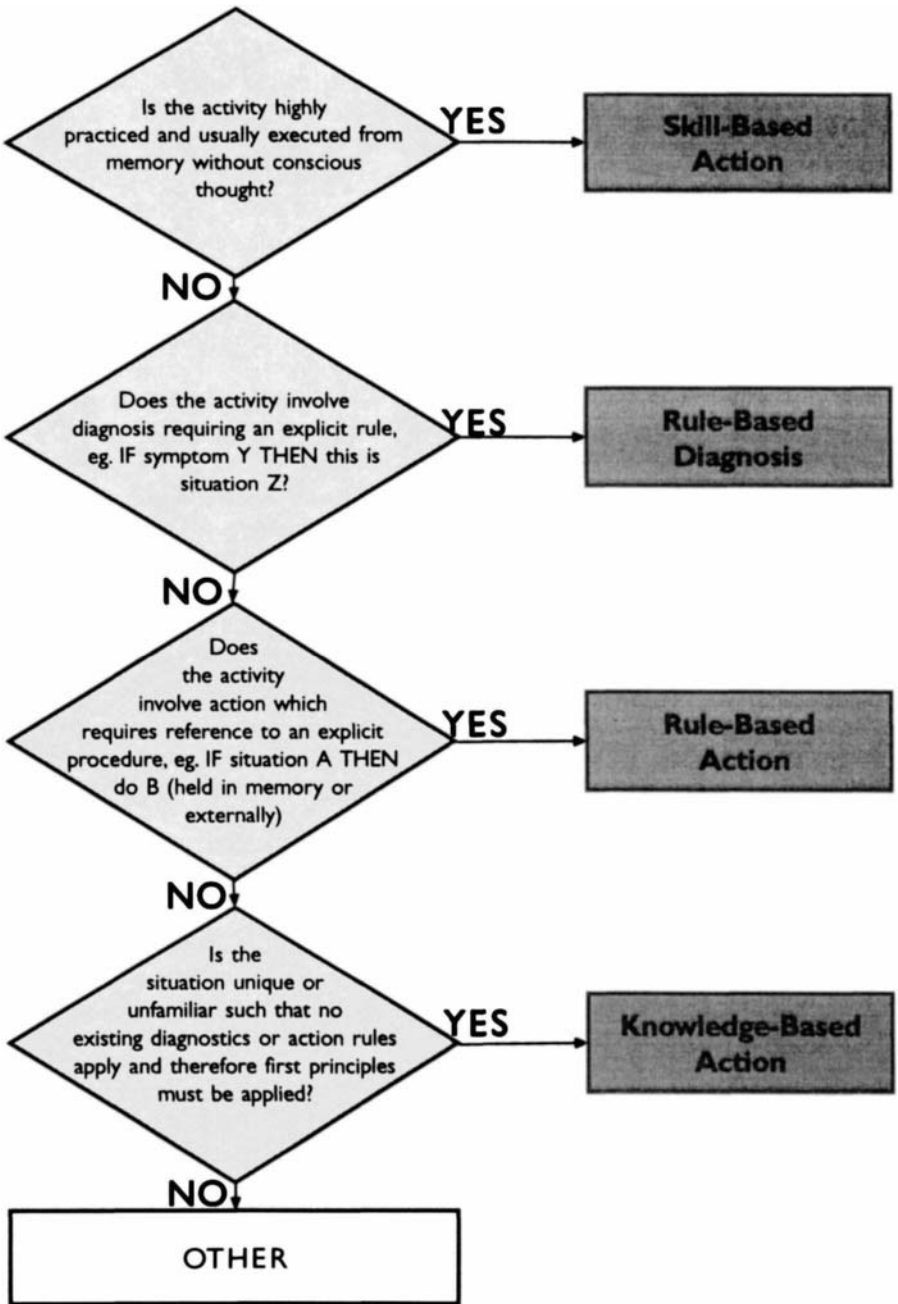 Is the activity highly
practiced and usually executed from
memory without conscious
thought?
YES
Skill-Based
Action
NO
Does the activity involve
diagnosis requiring an explicit rule,
eg. IF symptom Y THEN this is
situation Z?
YES
Rule-Based
Diagnosis
NO
Does
the activity
involve action which
requires reference to an explicit
procedure, eg. IF situation A THEN
do B (held in memory or
externally)
YES
Rule-Based
Action
NO
Is the
situation unique or
unfamiliar such that no
existing diagnostics or action rules
apply and therefore first principles
must be applied?
YES
Knowledge-Based
Action
NO
OTHER